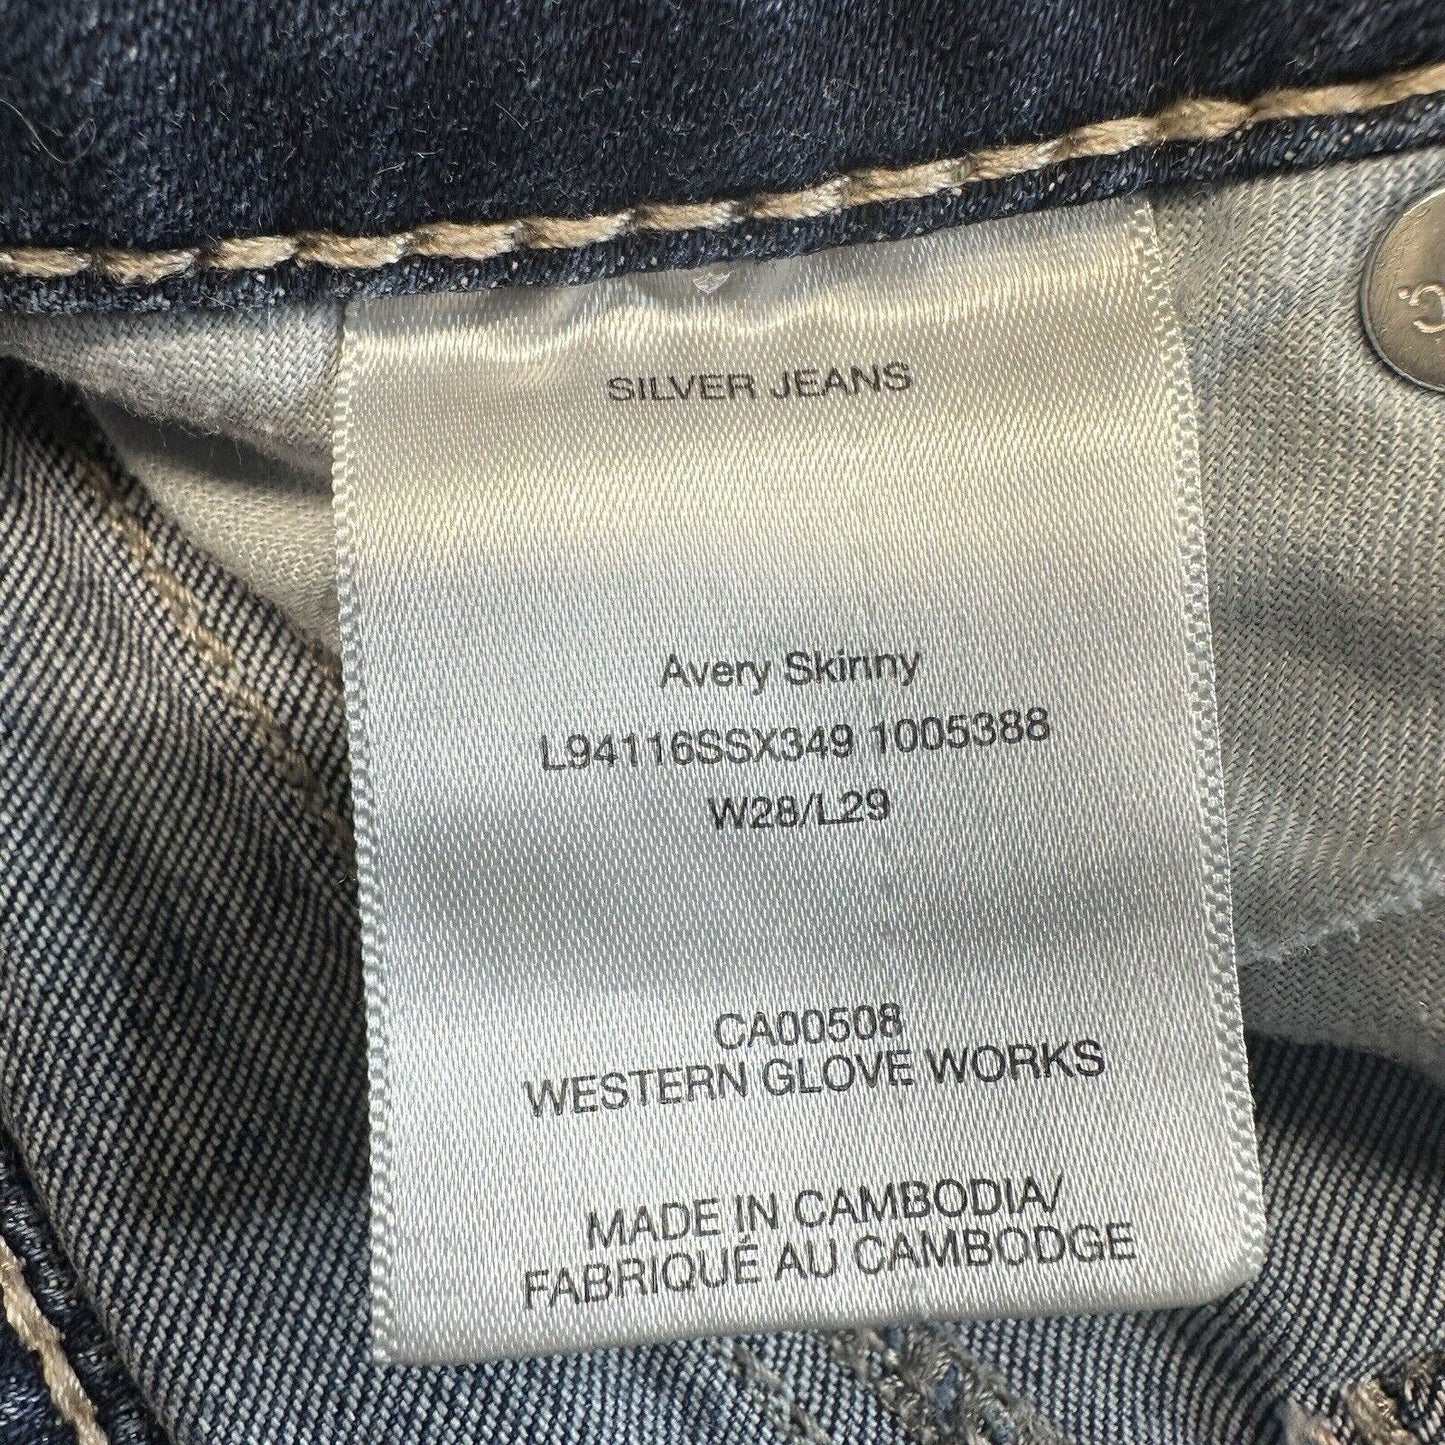 SILVER JEANS
Avery Skinny
L94116SSX349 1005388
W28/L29
CA00508
WESTERN GLOVE WORKS
MADE IN CAMBODIA/
FABRIQUÉ AU CAMBODGE